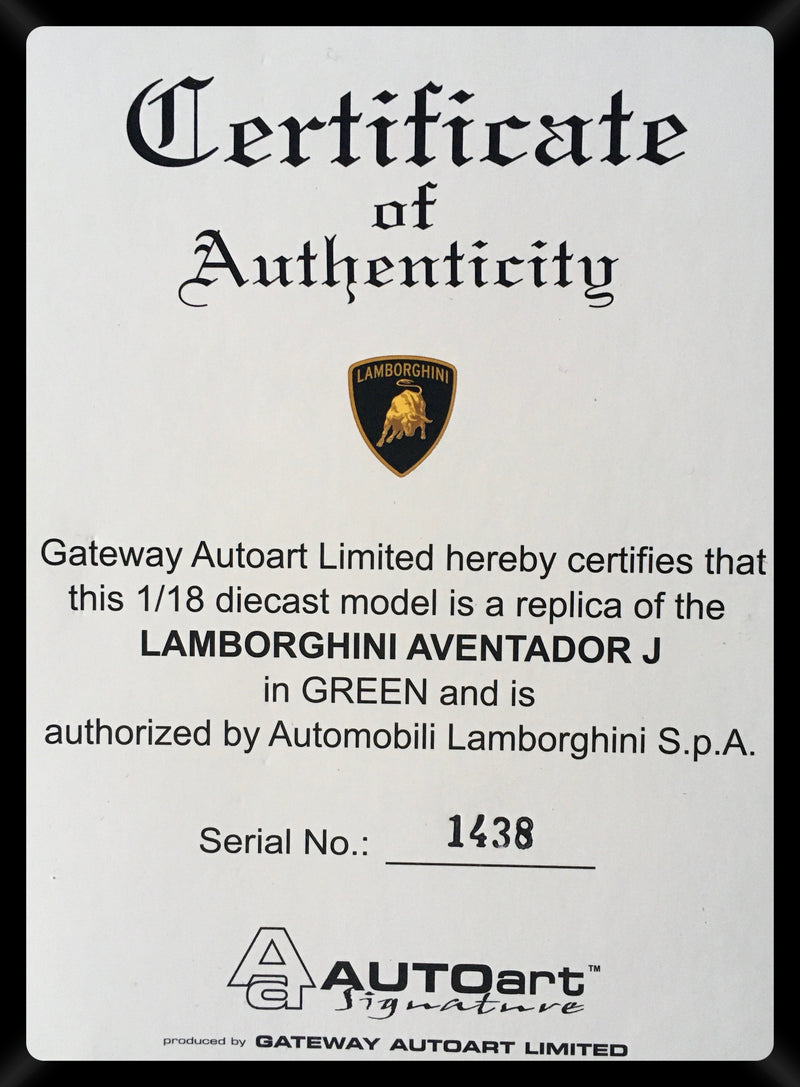 Certificate
of
Authenticity
LAMBORGHINI
Gateway Autoart Limited hereby certifies that
this 1/18 diecast model is a replica of the
LAMBORGHINI AVENTADOR J
in GREEN and is
authorized by Automobili Lamborghini S.p.A.
Serial No.: 1438
Aa AUTOart™
Signature
produced by GATEWAY AUTOART LIMITED